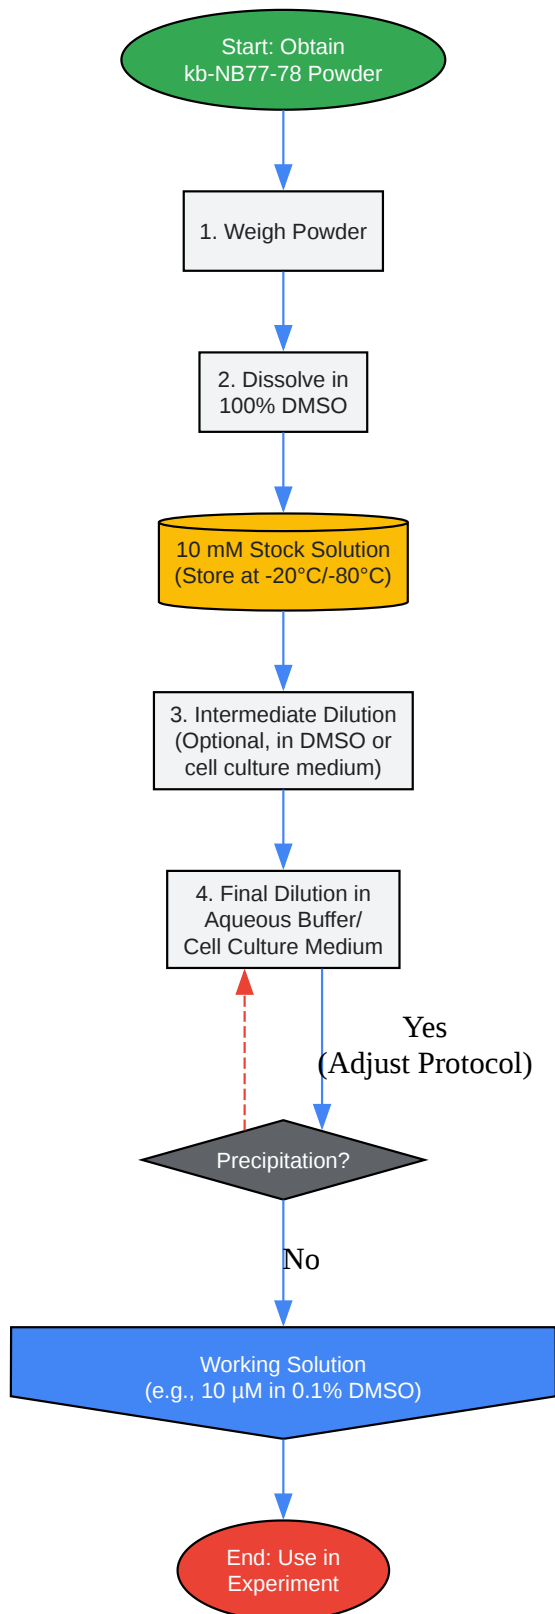 Start: Obtain
kb-NB77-78 Powder
1. Weigh Powder
2. Dissolve in
100% DMSO
10 mM Stock Solution
(Store at -20°C/-80°C)
3. Intermediate Dilution
(Optional, in DMSO or
cell culture medium)
4. Final Dilution in
Aqueous Buffer/
Cell Culture Medium
Yes
(Adjust Protocol)
Precipitation?
No
Working Solution
(e.g., 10 µM in 0.1% DMSO)
End: Use in
Experiment